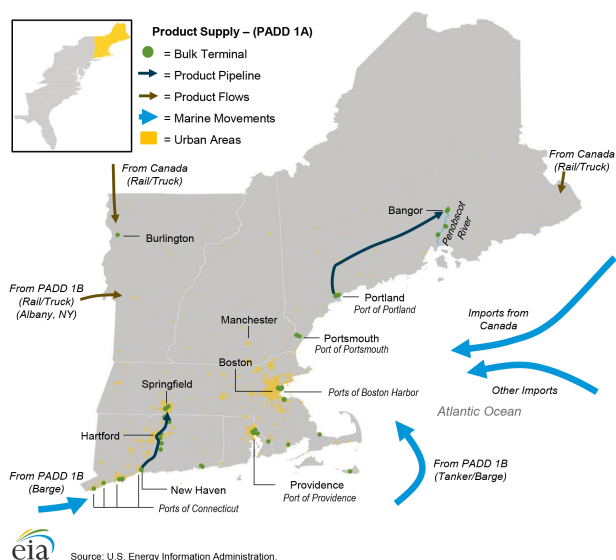 Product Supply – (PADD 1A)
= Bulk Terminal
= Product Pipeline
= Product Flows
= Marine Movements
= Urban Areas
From Canada
(Rail/Truck)
From Canada
(Rail/Truck)
Bangor
Penobscot
River
Burlington
From PADD 1B
(Rail/Truck)
(Albany, NY)
Portland
Port of Portland
Imports from
Canada
Manchester
Portsmouth
Port of Portsmouth
Boston
Springfield
Ports of Boston Harbor
Other Imports
Atlantic Ocean
Hartford
From PADD 1B
(Barge)
New Haven
Ports of Connecticut
Providence
Port of Providence
From PADD 1B
(Tanker/Barge)
eia
Source: U.S. Energy Information Administration.